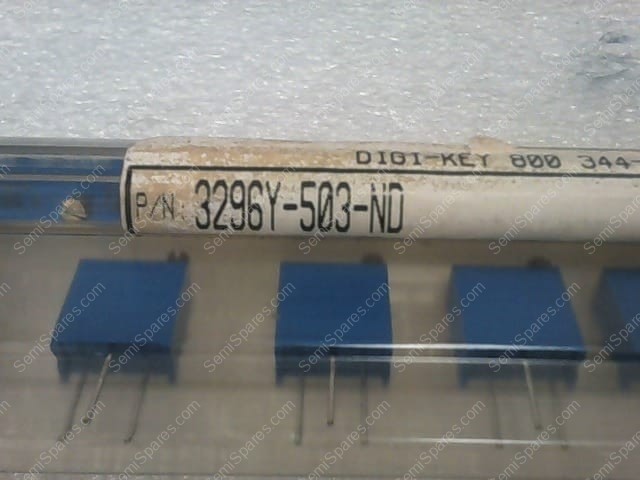 DIGI-KEY 800 344-
P/N: 3296Y-503-ND
SemiSpares.com